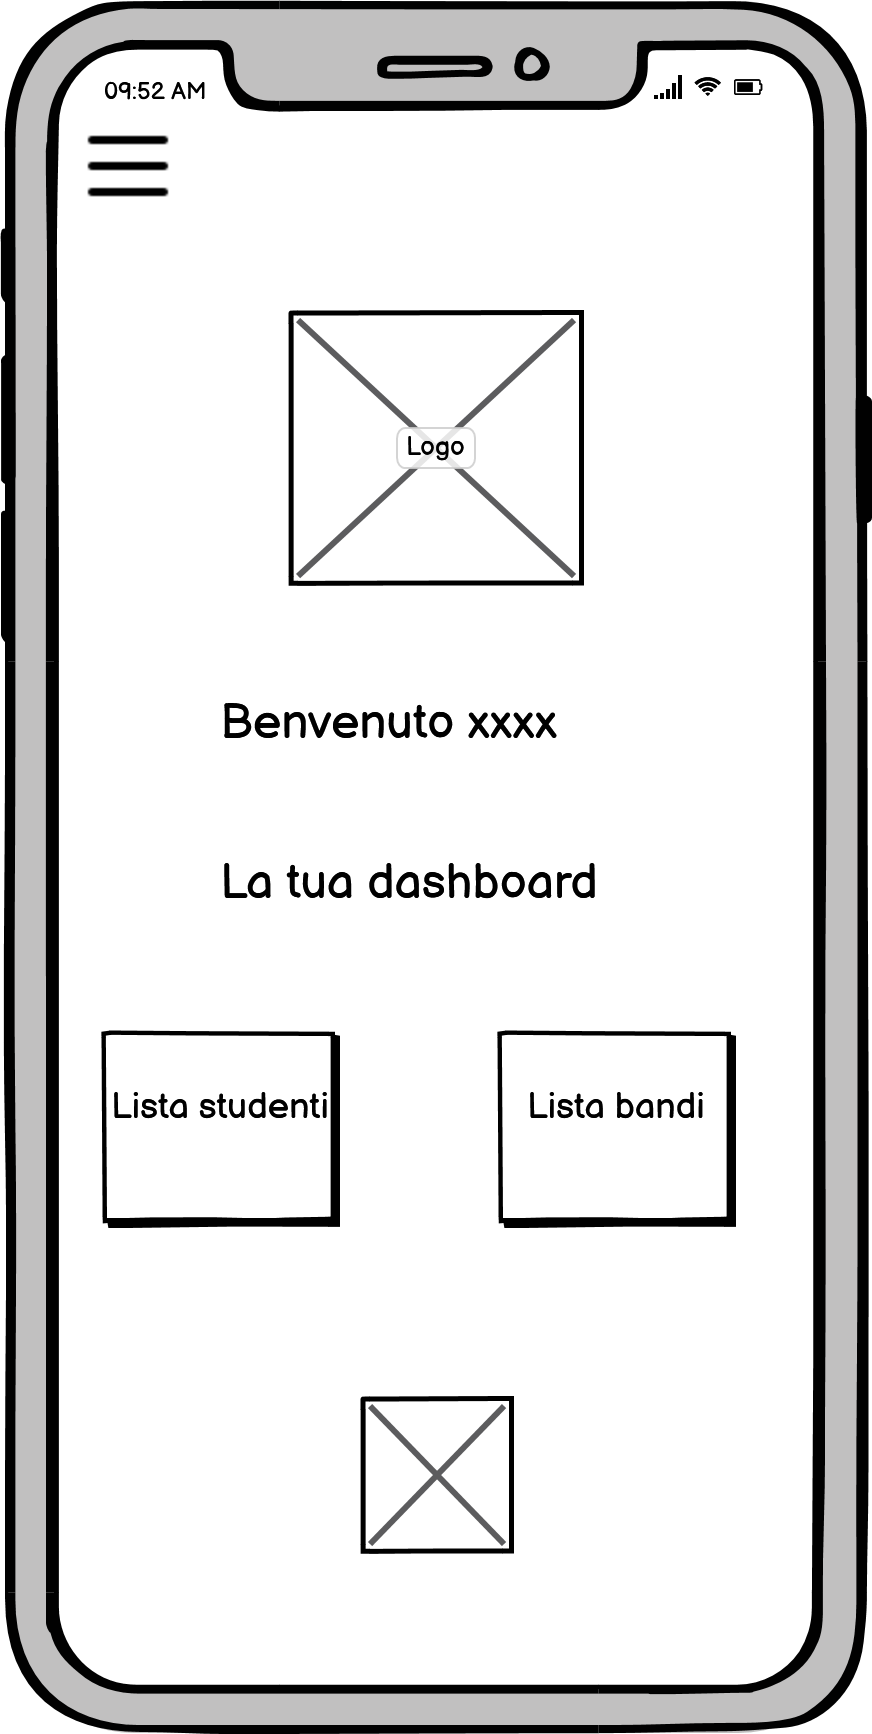 09:52 AM
Logo
Benvenuto xxxx
La tua dashboard
Lista studenti
Lista bandi